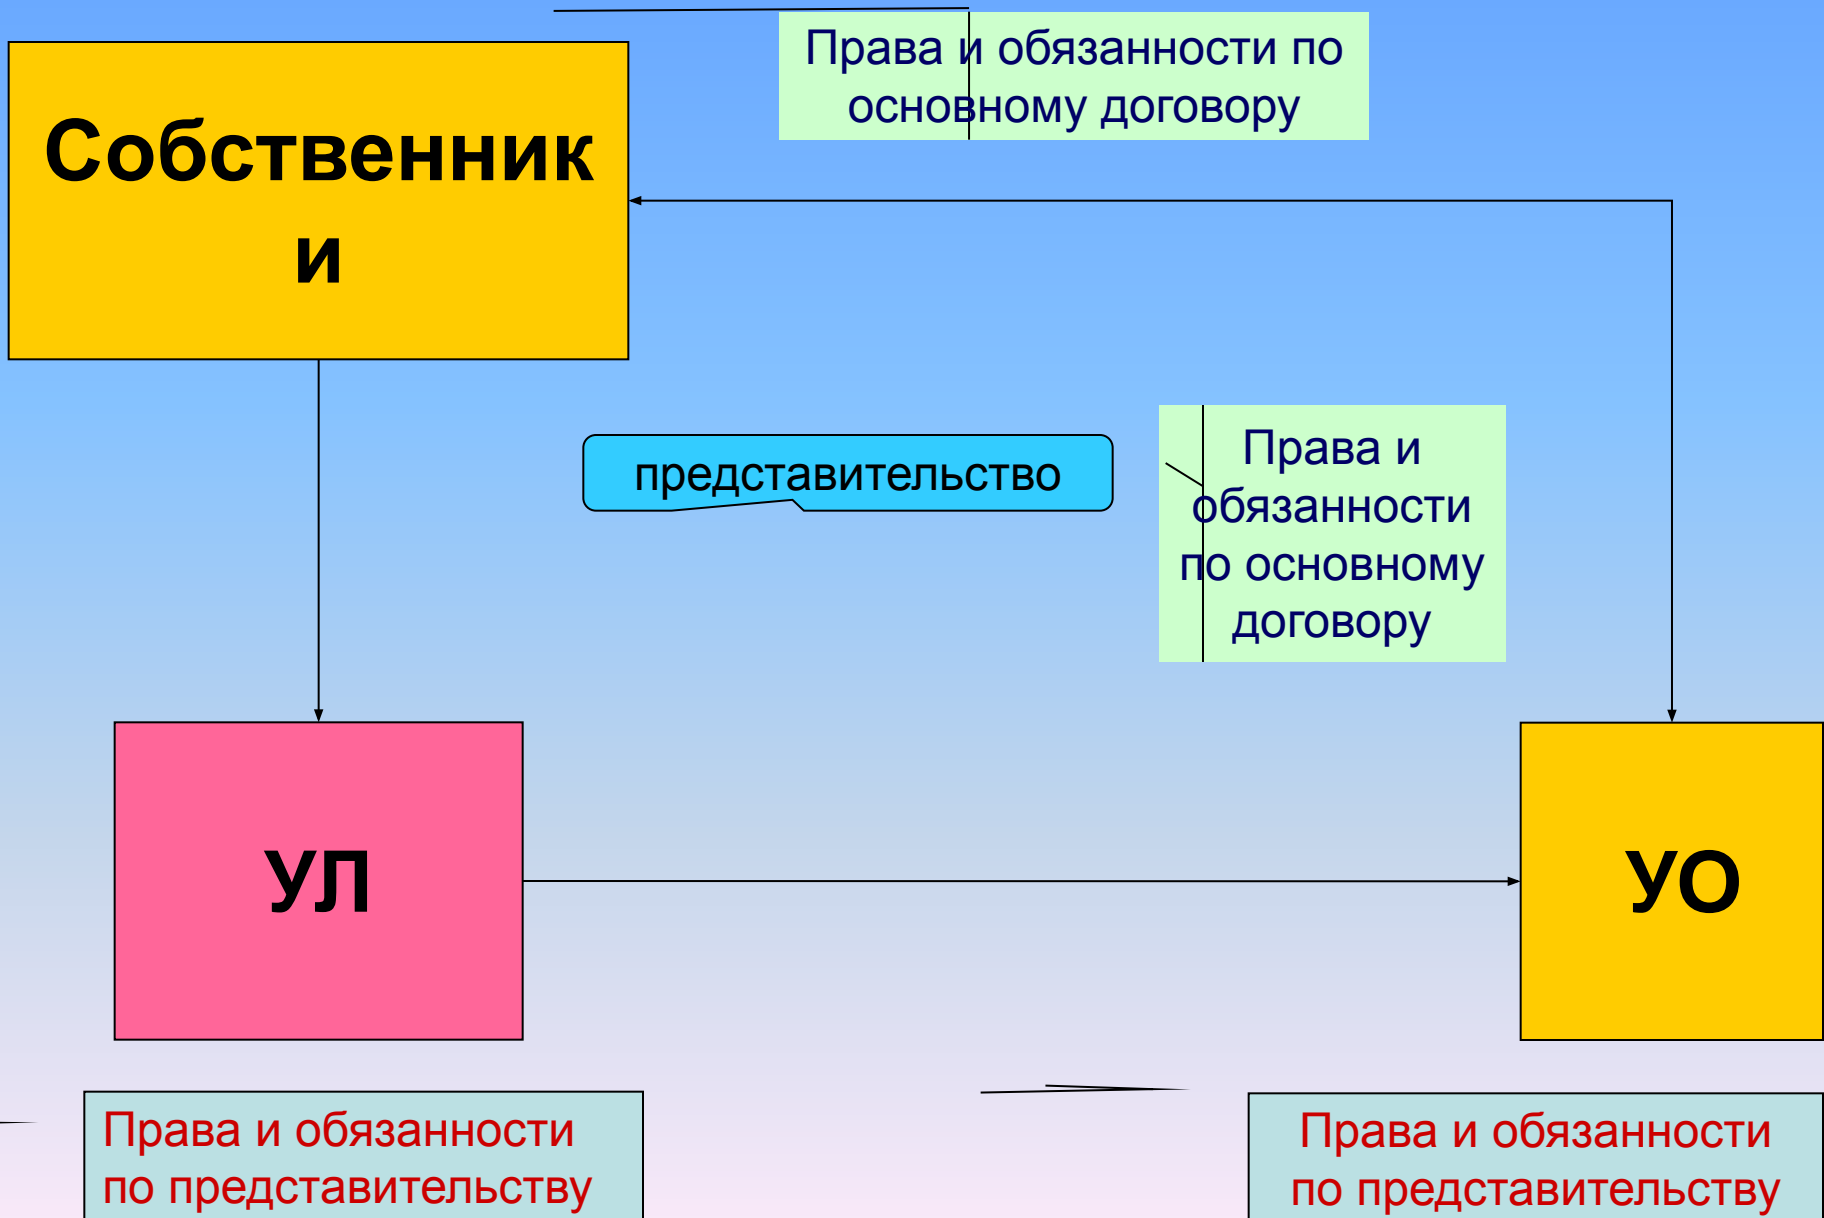 Права и обязанности по
основному договору
Собственник
и
представительство
Права и
обязанности
по основному
договору
УЛ
УО
Права и обязанности
по представительству
Права и обязанности
по представительству